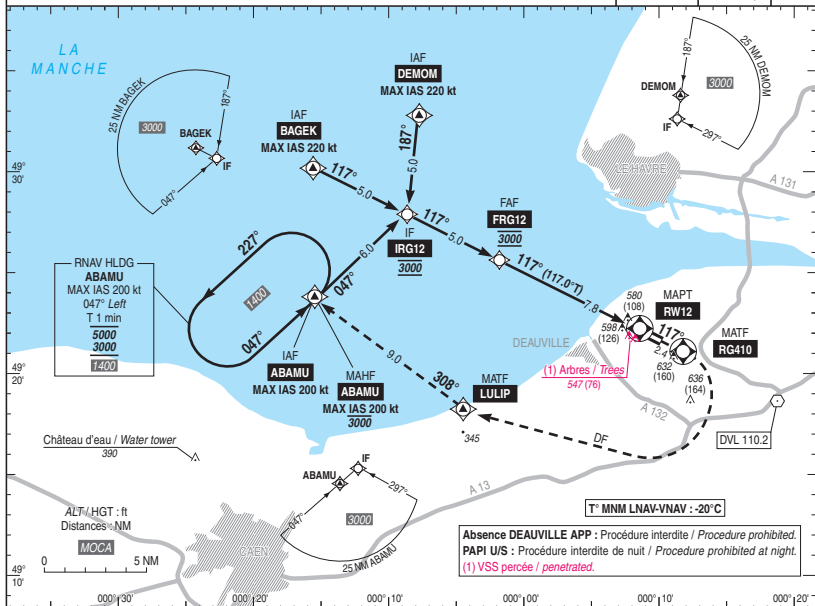 LA
MANCHE
25 NM BAGEK
187°
3000
BAGEK
IF
047°
IAF
BAGEK
MAX IAS 220 kt
IAF
DEMOM
MAX IAS 220 kt
187°
5.0
117°
5.0
IF
IRG12
3000
117°
5.0
FAF
FRG12
3000
117° (117.0°T)
7.8
187°
25 NM DEMOM
DEMOM
3000
IF
297°
LE HAVRE
A 131
49°
30'
RNAV HLDG
ABAMU
MAX IAS 200 kt
047° Left
T 1 min
5000
3000
1400
227°
1400
047°
6.0
047°
IAF
ABAMU
MAX IAS 200 kt
MAHF
ABAMU
MAX IAS 200 kt
3000
9.0
308°
MATF
LULIP
345
DF
DEAUVILLE
580
(108)
598
(126)
MAPT
RW12
117°
2.4
MATF
RG410
632
(160)
636
(164)
(1) Arbres / Trees
547 (76)
A 132
DVL 110.2
49°
20'
Château d'eau / Water tower
390
ABAMU
IF
047°
297°
3000
25 NM ABAMU
A 13
CAEN
ALT / HGT : ft
Distances : NM
MOCA
0
5 NM
T° MNM LNAV-VNAV : -20°C
Absence DEAUVILLE APP : Procédure interdite / Procedure prohibited.
PAPI U/S : Procédure interdite de nuit / Procedure prohibited at night.
(1) VSS percée / penetrated.
49°
10'
000°30'
000°20'
000°10'
000°00'
000°10'
000°20'